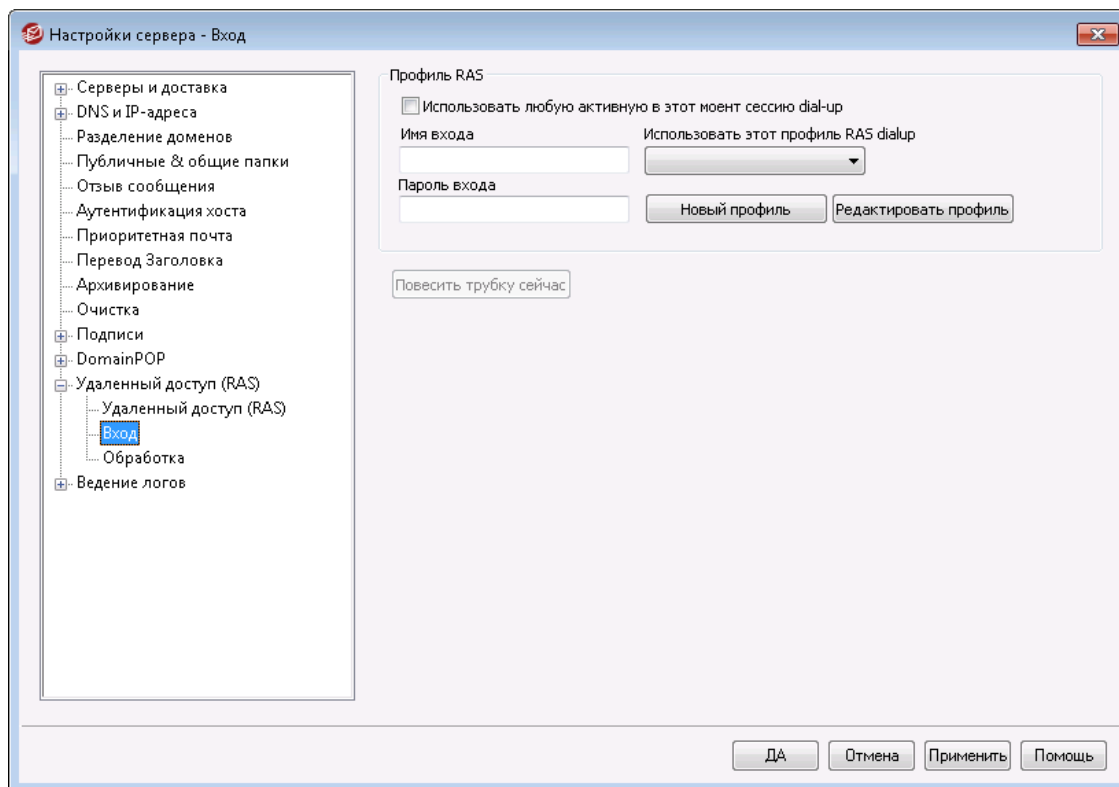 Настройки сервера - Вход
Серверы и доставка
DNS и IP-адреса
Разделение доменов
Публичные & общие папки
Отзыв сообщения
Аутентификация хоста
Приоритетная почта
Перевод Заголовка
Архивирование
Очистка
Подписи
DomainPOP
Удаленный доступ (RAS)
Удаленный доступ (RAS)
Вход
Обработка
Ведение логов
Профиль RAS
Использовать любую активную в этот моент сессию dial-up
Имя входа
Использовать этот профиль RAS dialup
Пароль входа
Новый профиль
Редактировать профиль
Повесить трубку сейчас
ДА
Отмена
Применить
Помощь